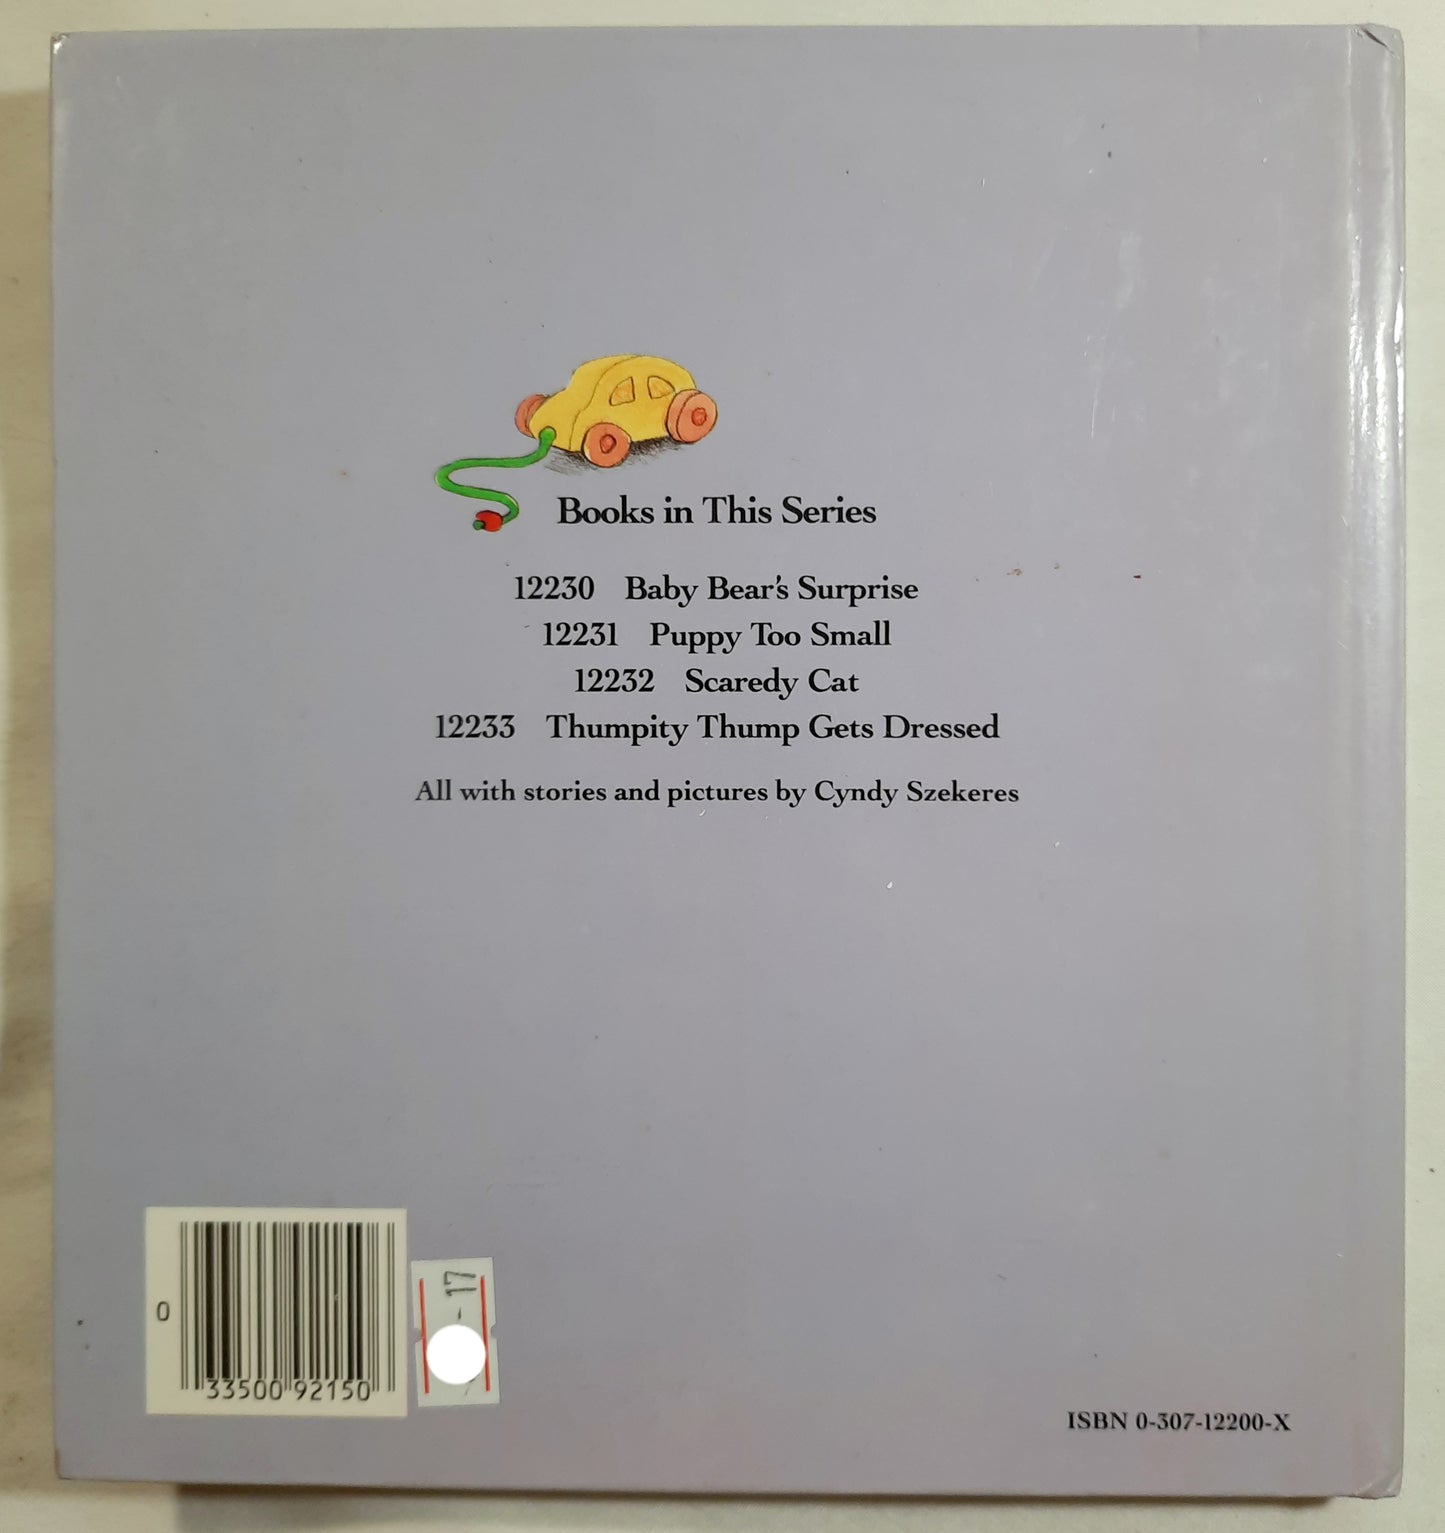 Books in This Series
12230 Baby Bear's Surprise
12231 Puppy Too Small
12232 Scaredy Cat
12233 Thumpity Thump Gets Dressed
All with stories and pictures by Cyndy Szekeres
0 33500 92150
- 17
ISBN 0-307-12200-X